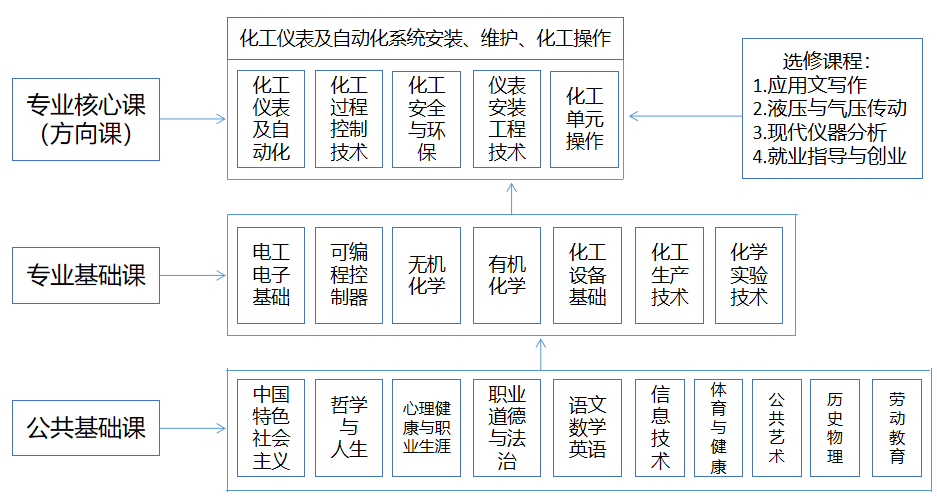 化工仪表及自动化系统安装、维护、化工操作
专业核心课
（方向课）
化工
仪表
及自
动化
化工
过程
控制
技术
化工
安全
与环
保
仪表
安装
工程
技术
化工
单元
操作
选修课程：
1.应用文写作
2.液压与气压传动
3.现代仪器分析
4.就业指导与创业
专业基础课
电工
电子
基础
可编
程控
制器
无机
化学
有机
化学
化工
设备
基础
化工
生产
技术
化学
实验
技术
公共基础课
中国
特色
社会
主义
哲学
与
人生
心理健
康与职
业生涯
职业
道德
与法
治
语文
数学
英语
信
息
技
术
体
育
与
健
康
公
共
艺
术
历
史
物
理
劳
动
教
育